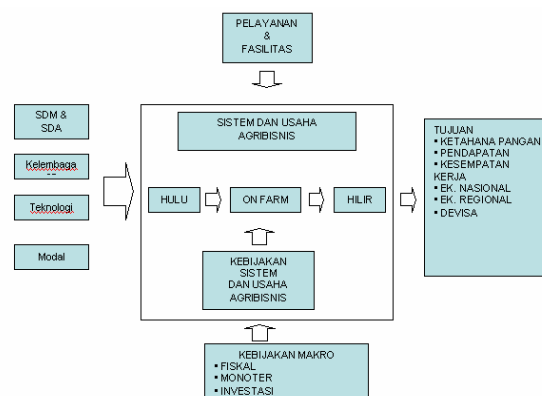 PELAYANAN
&
FASILITAS
SDM &
SDA
Kelembaga
--
Teknologi
Modal
SISTEM DAN USAHA
AGRIBISNIS
HULU
ON FARM
HILIR
KEBIJAKAN
SISTEM
DAN USAHA
AGRIBISNIS
TUJUAN
▪ KETAHANA PANGAN
▪ PENDAPATAN
▪ KESEMPATAN
KERJA
▪ EK. NASIONAL
▪ EK. REGIONAL
▪ DEVISA
KEBIJAKAN MAKRO
▪ FISKAL
▪ MONOTER
▪ INVESTASI